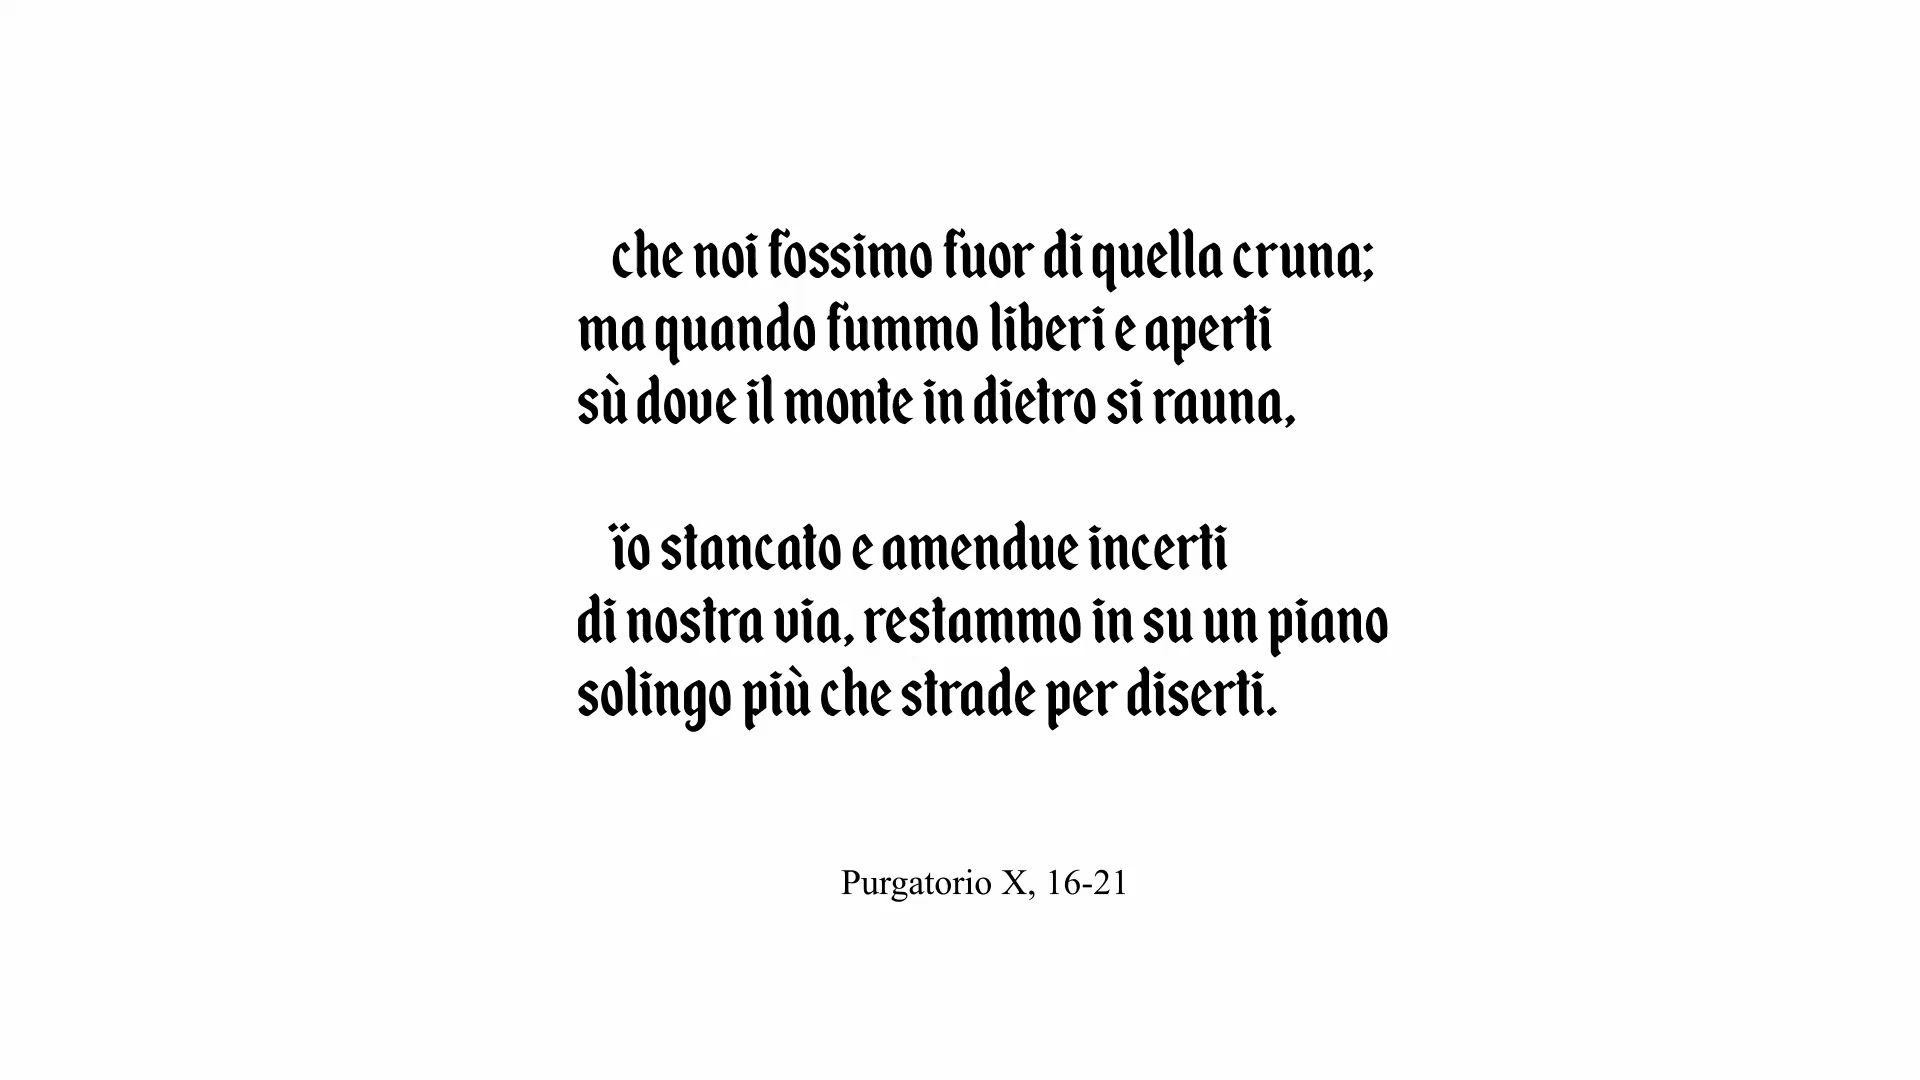 che noi fossimo fuor di quella cruna;
ma quando fummo liberi e aperti
sù dove il monte in dietro si rauna,
ïo stancato e amendue incerti
di nostra via, restammo in su un piano
solingo più che strade per diserti.
Purgatorio X, 16-21